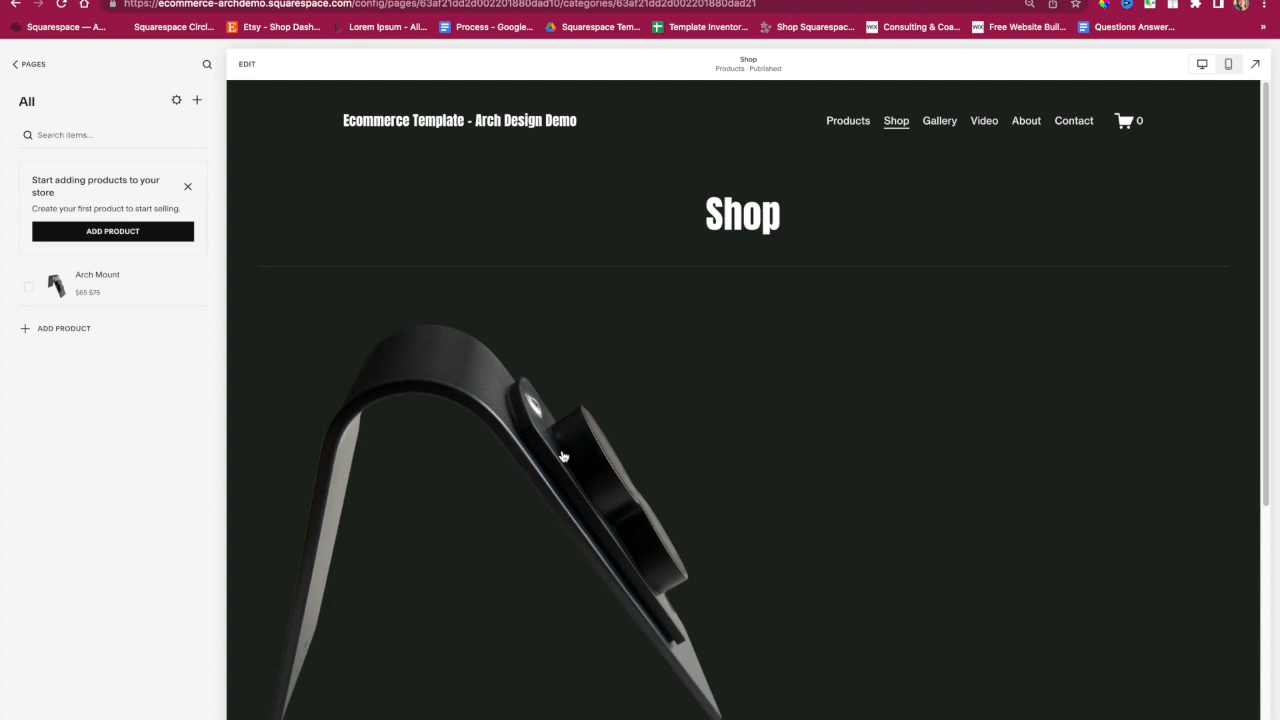 https://ecommerce-archdemo.squarespace.com/config/pages/63af21dd2d002201880dad10/categories/63af21dd2d002201880dad21
Squarespace — A...
Squarespace Circl...
Etsy - Shop Dash...
Lorem Ipsum - All...
Process - Google...
Squarespace Tem...
Template Inventor...
Shop Squarespac...
Consulting & Coa...
Free Website Buil...
Questions Answer...
»
PAGES
EDIT
Shop
Products · Published
All
Search items...
Start adding products to your
store
Create your first product to start selling.
ADD PRODUCT
Arch Mount
$65 $75
ADD PRODUCT
Ecommerce Template - Arch Design Demo
Products Shop Gallery Video About Contact 0
Shop